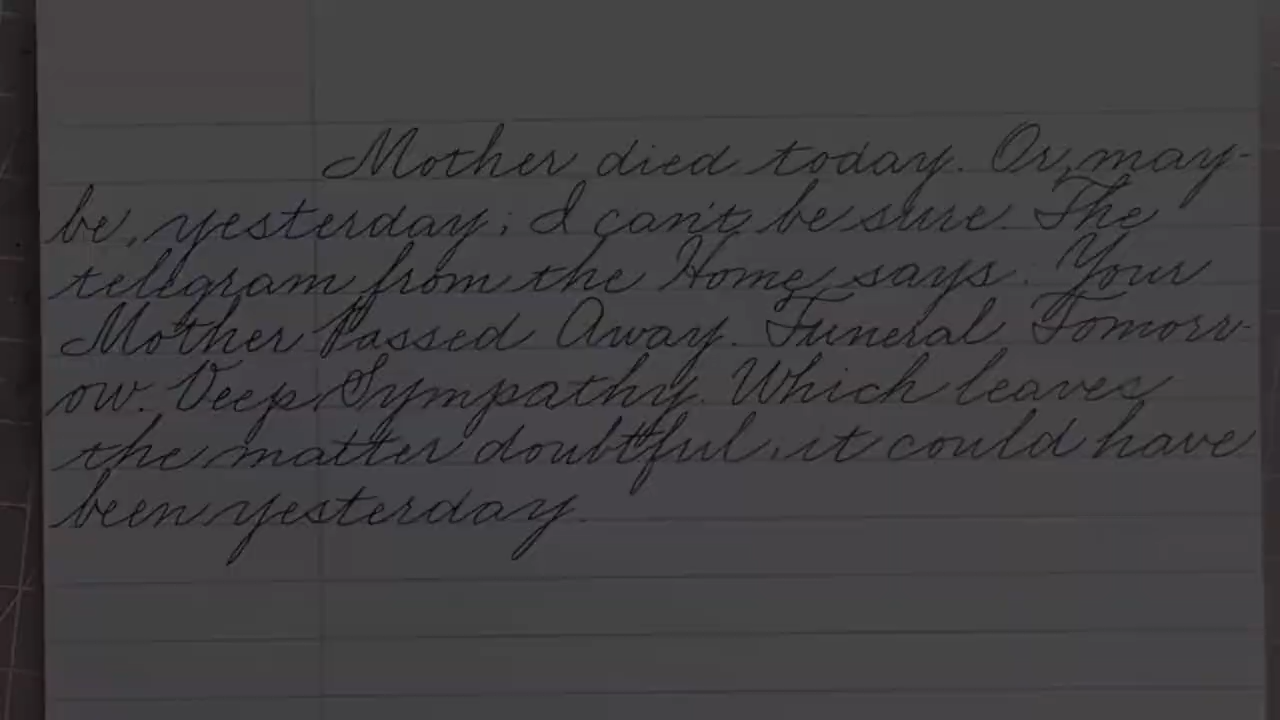 Mother died today. Or, may-
be, yesterday; I can't be sure. The
telegram from the Home says: Your
Mother Passed Away. Funeral Tomorr-
ow. Deep Sympathy. Which leaves
the matter doubtful, it could have
been yesterday.